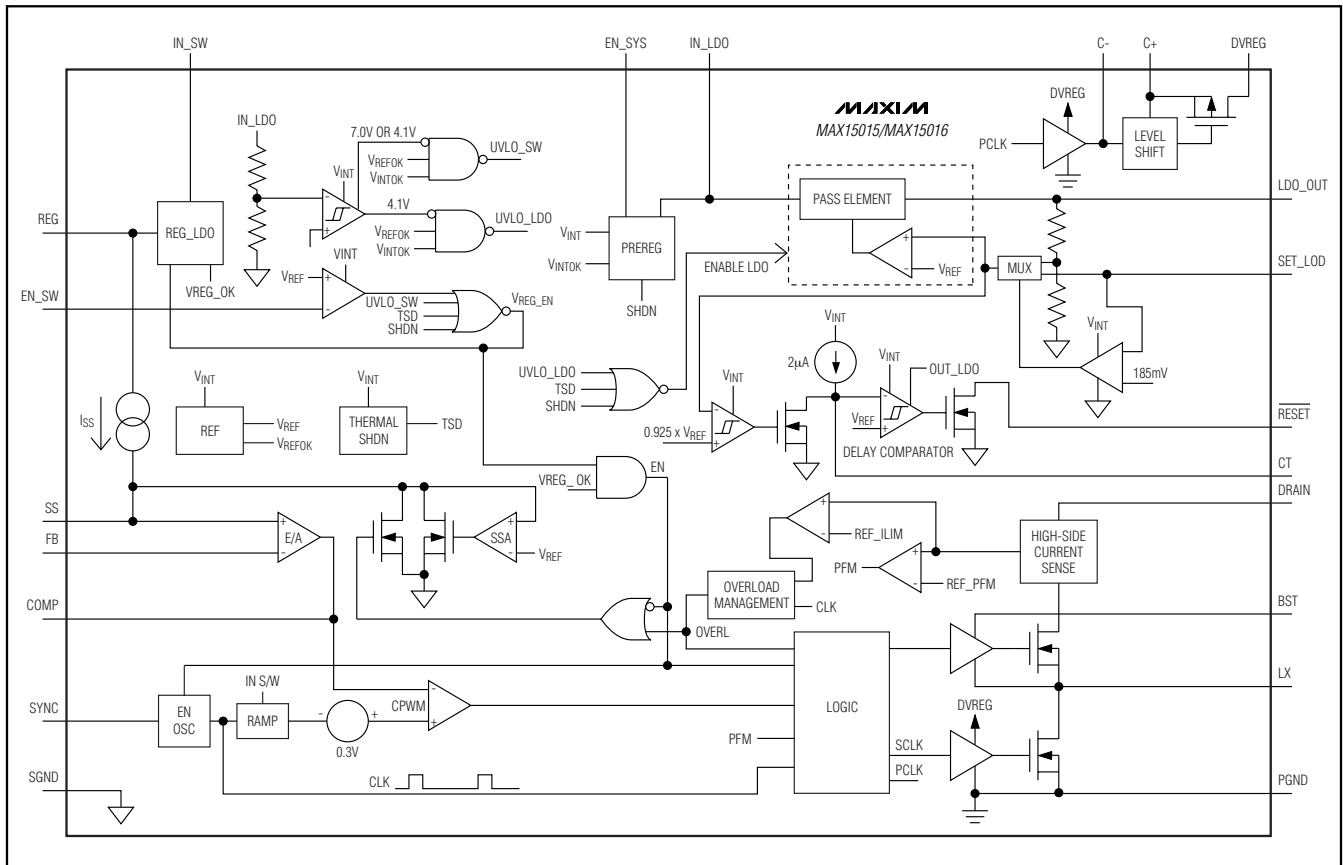 IN_SW
EN_SYS
IN_LDO
C-
C+
DVREG
MAXIM
MAX15015/MAX15016
IN_LDO
7.0V OR 4.1V
VREFOK
VINTOK
UVLO_SW
VINT
4.1V
VREFOK
VINTOK
UVLO_LDO
DVREG
PCLK
LEVEL
SHIFT
LDO_OUT
PASS ELEMENT
REG
REG_LDO
VREG_OK
VINT
VINTOK
PREREG
SHDN
ENABLE LDO
VREF
MUX
SET_LOD
EN_SW
VINT
VREF
UVLO_SW
TSD
SHDN
VREG_EN
VINT
185mV
VINT
2µA
VINT
OUT_LDO
UVLO_LDO
TSD
SHDN
VINT
0.925 x VREF
VREF
DELAY COMPARATOR
RESET
CT
ISS
VINT
REF
VREF
VREFOK
VINT
THERMAL
SHDN
TSD
VREG_ OK
EN
DRAIN
SS
FB
E/A
SSA
VREF
REF_ILIM
PFM
REF_PFM
HIGH-SIDE
CURRENT
SENSE
OVERLOAD
MANAGEMENT
CLK
COMP
OVERL
BST
LX
SYNC
EN
OSC
IN S/W
RAMP
-
+
0.3V
CPWM
LOGIC
PFM
SCLK
PCLK
DVREG
SGND
CLK
PGND